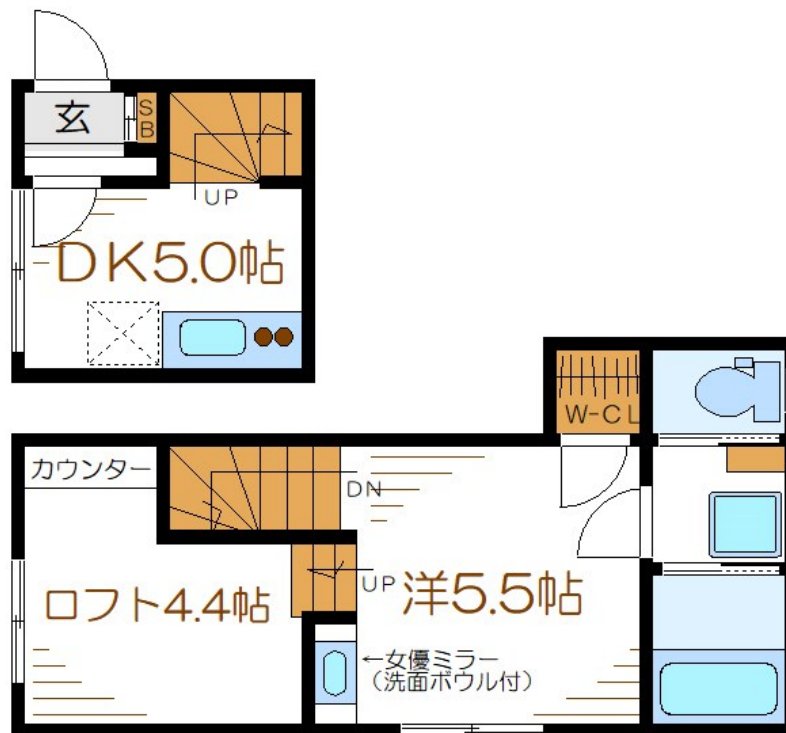 玄
SB
UP
DK5.0帖
W-CL
カウンター
DN
UP
洋5.5帖
ロフト4.4帖
←女優ミラー
（洗面ボウル付）